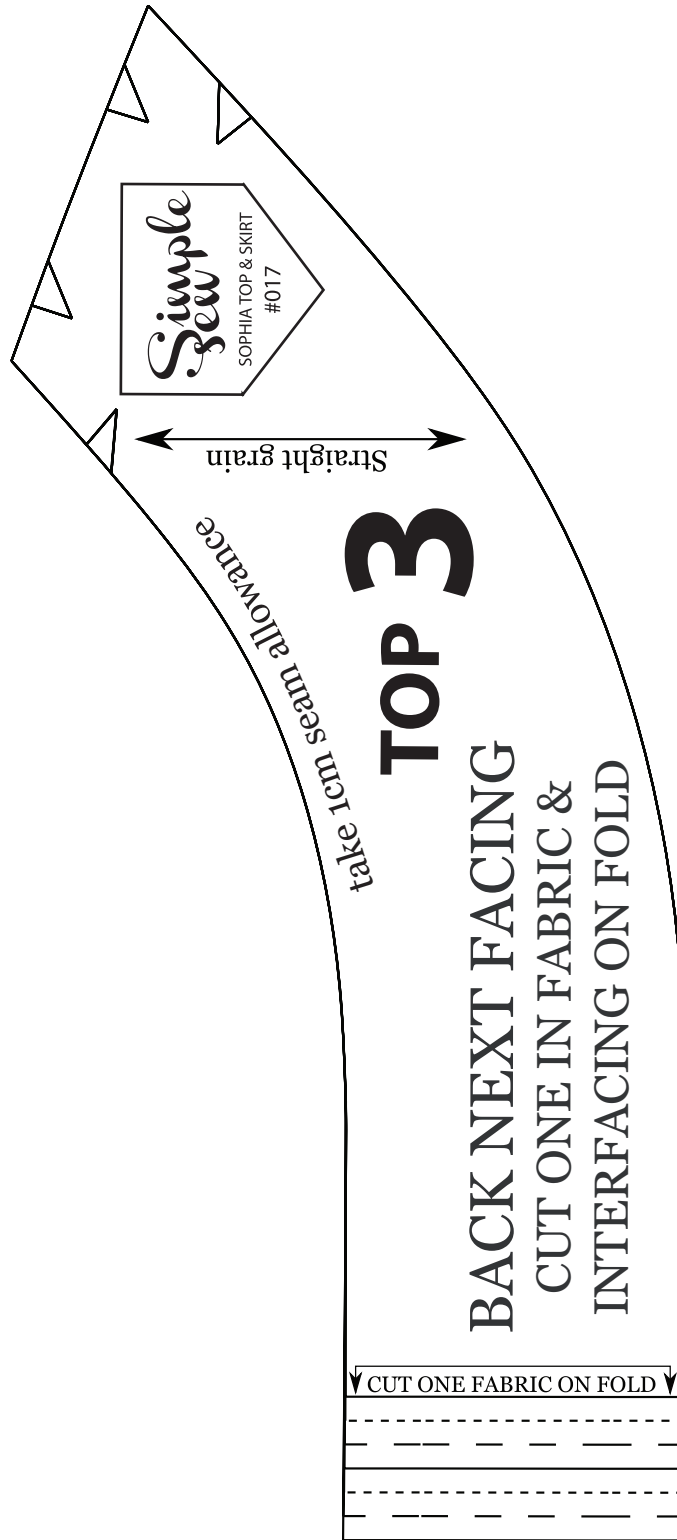 Simple
Sew
SOPHIA TOP & SKIRT
#017
Straight grain
take 1cm seam allowance
TOP 3
BACK NEXT FACING
CUT ONE IN FABRIC &
INTERFACING ON FOLD
CUT ONE FABRIC ON FOLD